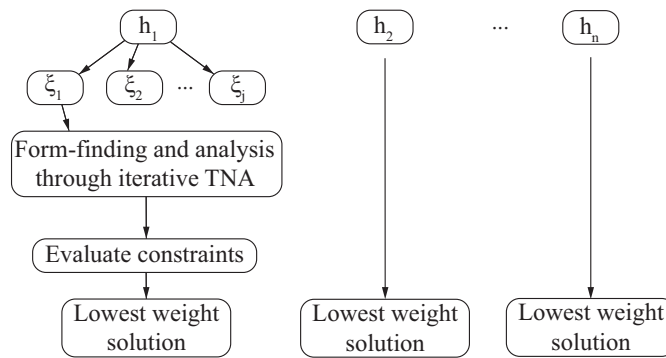 h₁ h₂ ... hₙ
ξ₁ ξ₂ ... ξⱼ
Form-finding and analysis
through iterative TNA
Evaluate constraints
Lowest weight
solution
Lowest weight
solution
Lowest weight
solution